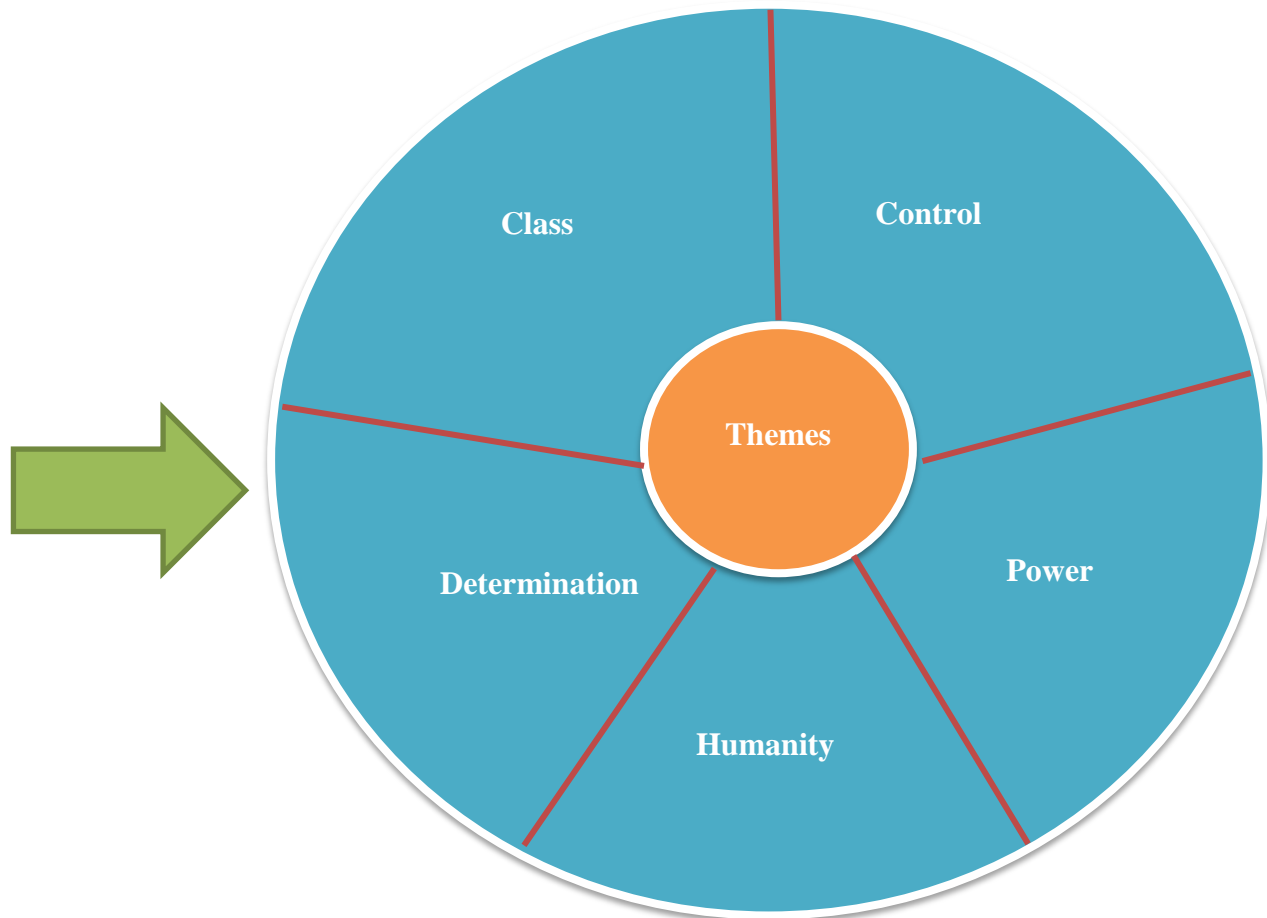 Class
Control
Themes
Determination
Power
Humanity